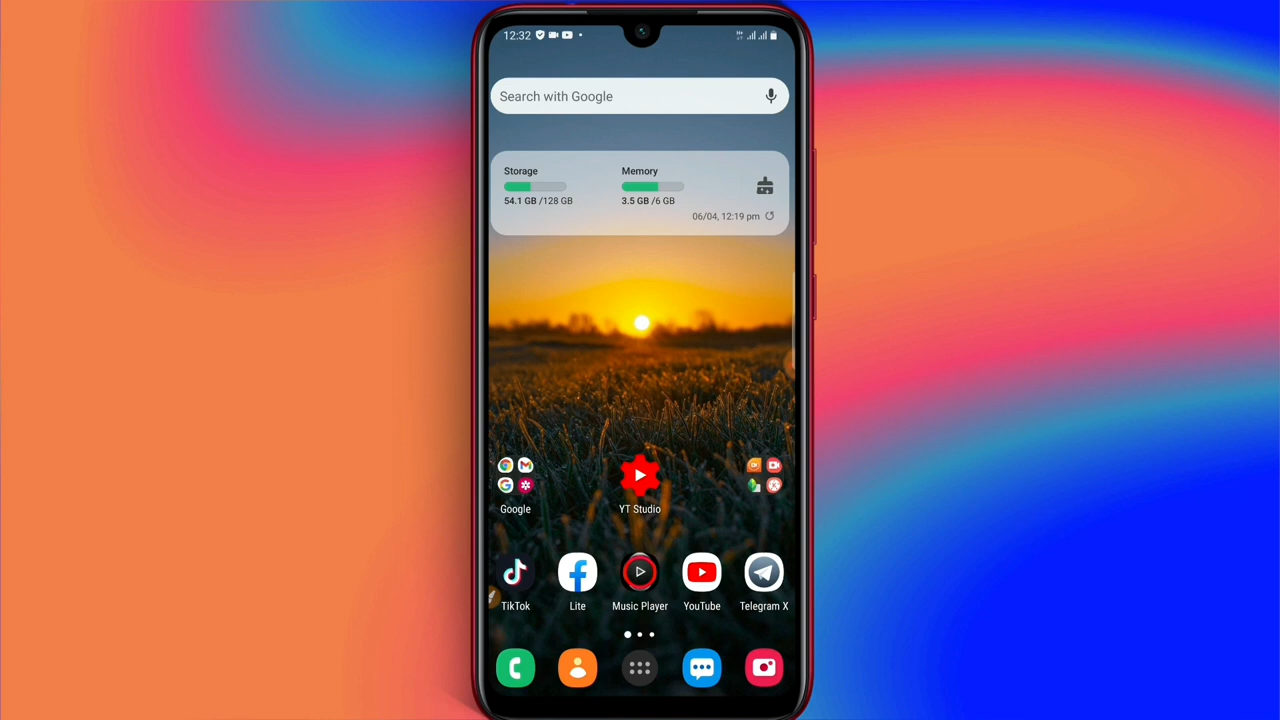 12:32
Search with Google
Storage
Memory
54.1 GB /128 GB
3.5 GB /6 GB
06/04, 12:19 pm
Google
YT Studio
TikTok
Lite
Music Player
YouTube
Telegram X